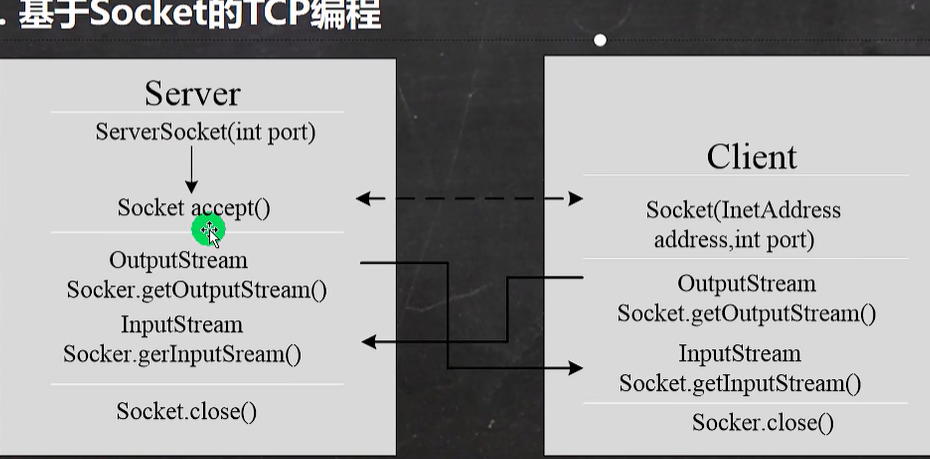 . 基于Socket的TCP编程
Server
ServerSocket(int port)
Socket accept()
OutputStream
Socker.getOutputStream()
InputStream
Socker.gerInputSream()
Socket.close()
Client
Socket(InetAddress
address,int port)
OutputStream
Socket.getOutputStream()
InputStream
Socket.getInputStream()
Socker.close()